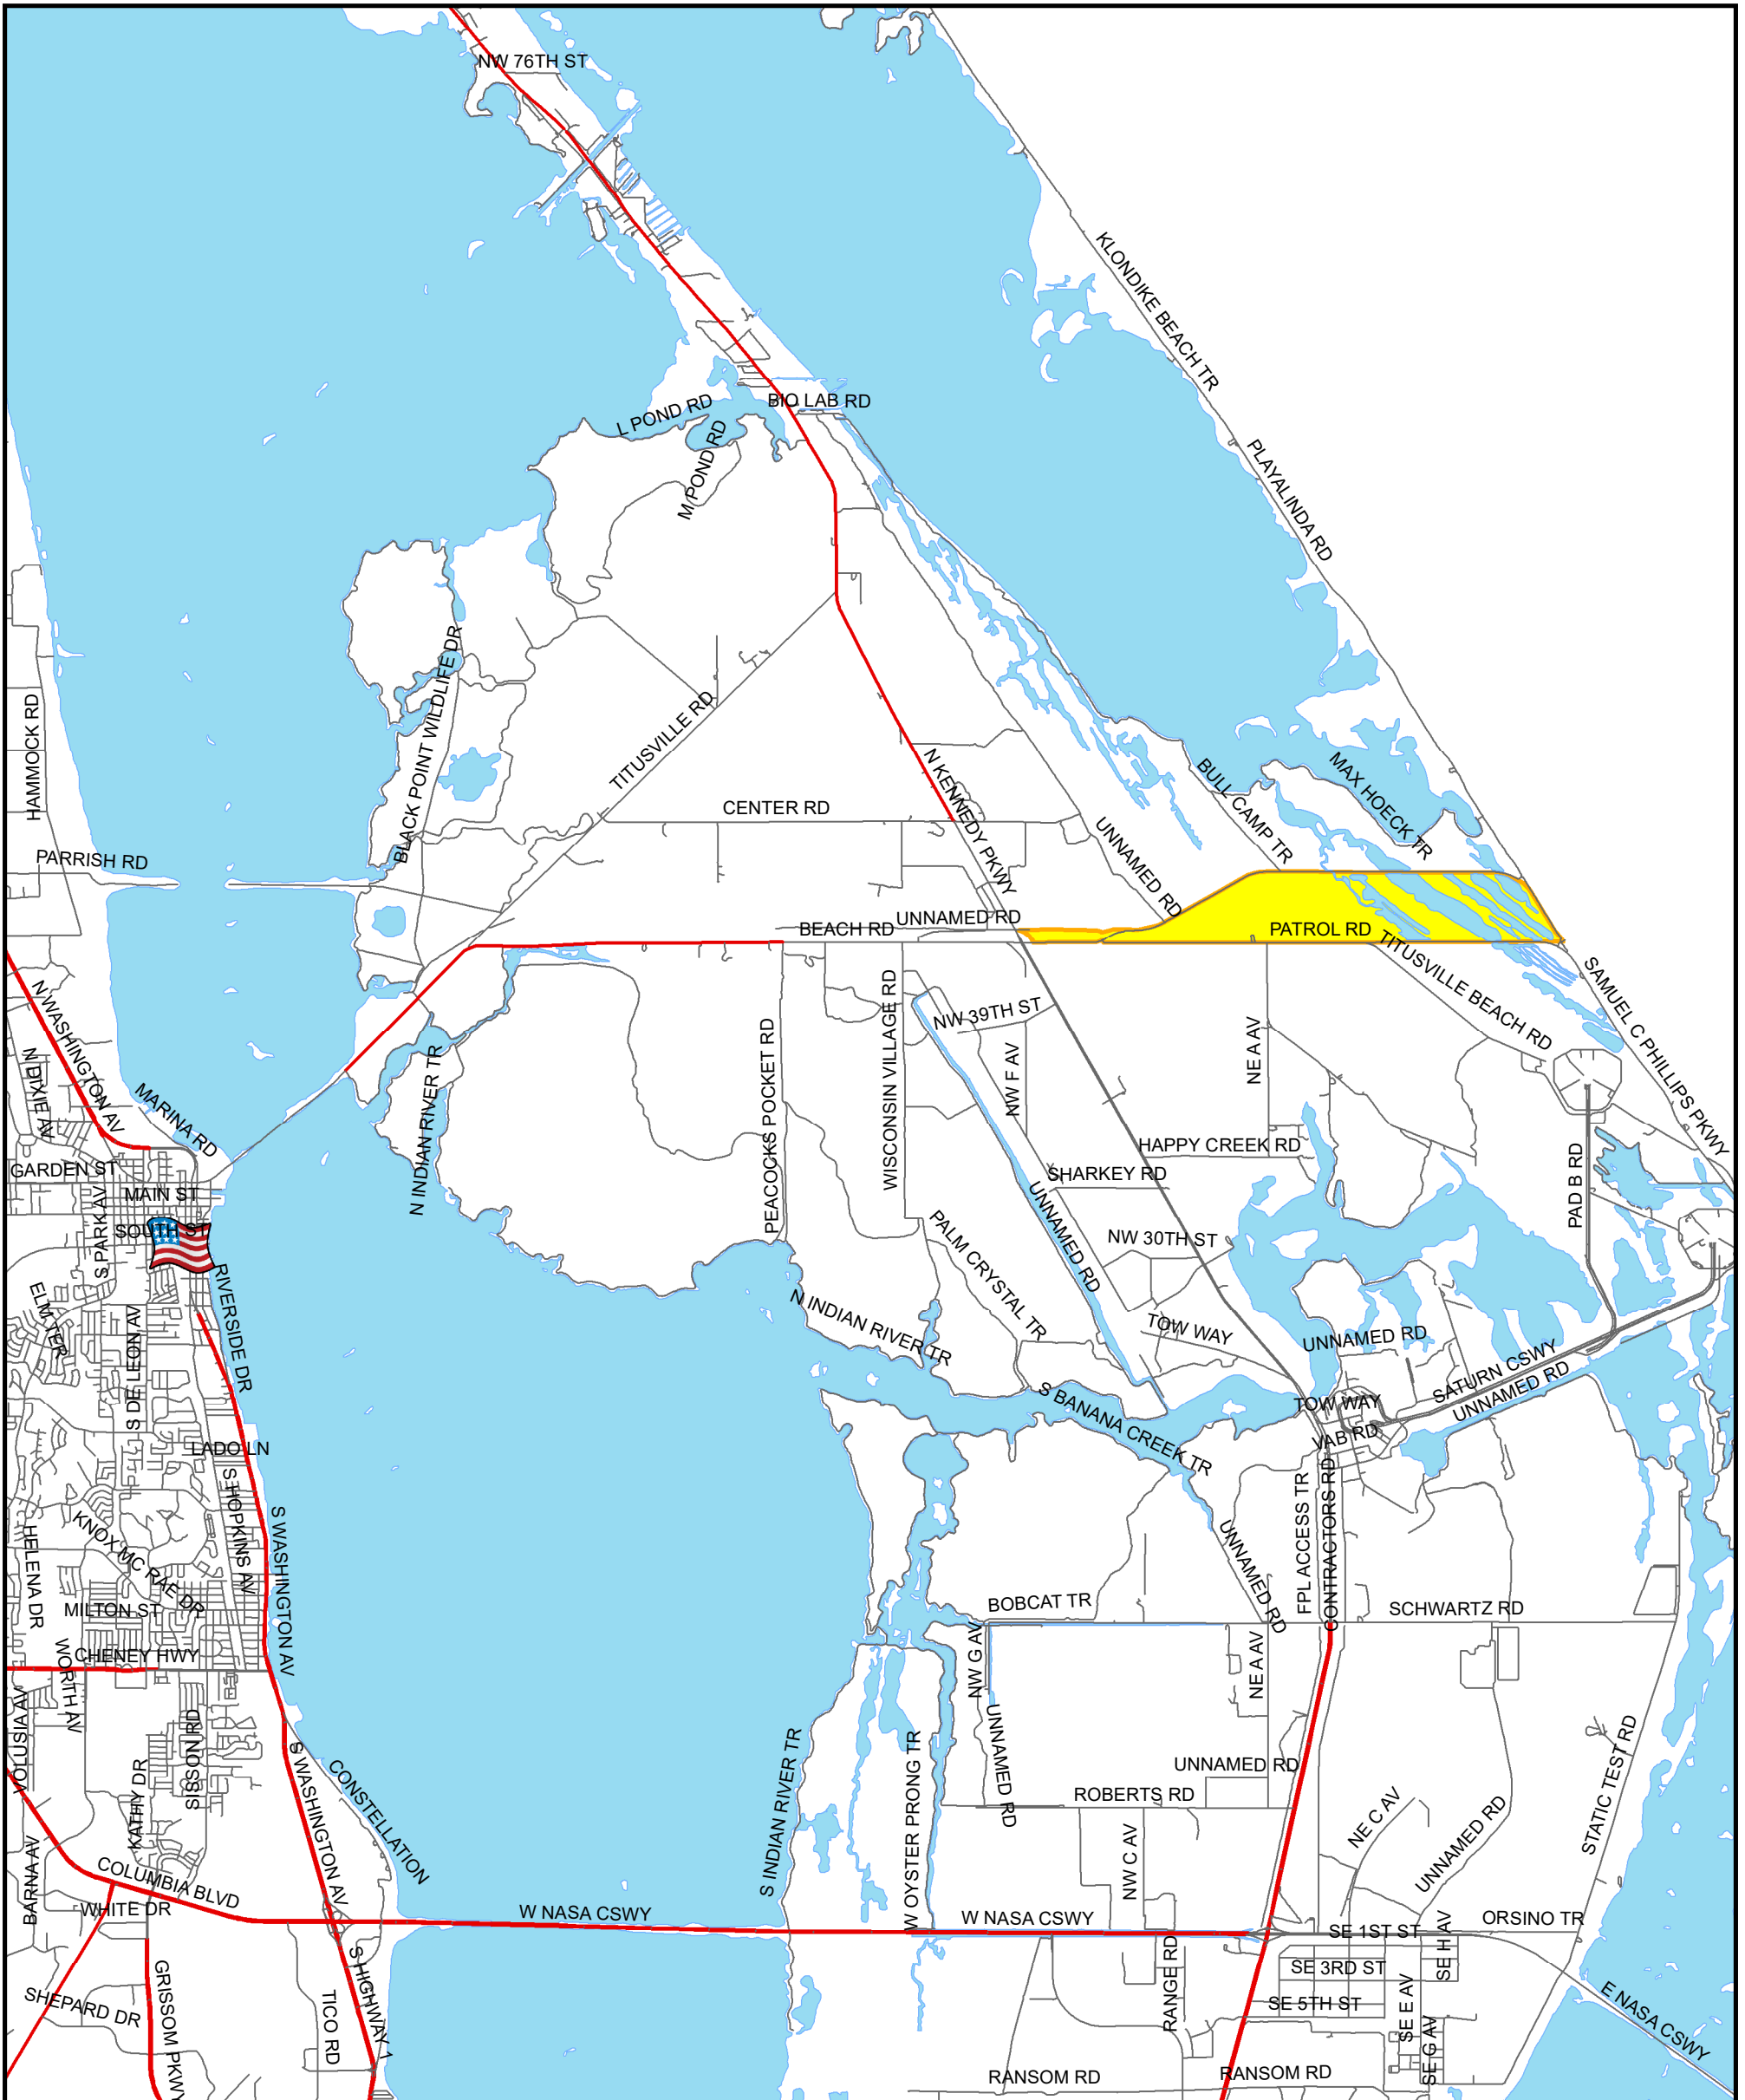 NW 76TH ST
KLONDIKE BEACH TR
BIO LAB RD
L POND RD
M POND RD
PLAYALINDA RD
BLACK POINT WILDLIFE DR
TITUSVILLE RD
HAMMOCK RD
N KENNEDY PKWY
BULL CAMP TR
MAX HOECK TR
CENTER RD
UNNAMED RD
PARRISH RD
UNNAMED RD
BEACH RD
PATROL RD
TITUSVILLE BEACH RD
SAMUEL C PHILLIPS PKWY
N WASHINGTON AV
N DIXIE AV
MARINA RD
N INDIAN RIVER TR
PEACOCKS POCKET RD
WISCONSIN VILLAGE RD
NW 39TH ST
NW F AV
NE A AV
HAPPY CREEK RD
SHARKEY RD
PAD B RD
GARDEN ST
MAIN ST
S PARK AV
SOUTH ST
UNNAMED RD
PALM CRYSTAL TR
NW 30TH ST
RIVERSIDE DR
ELM TER
S DE LEON AV
N INDIAN RIVER TR
TOW WAY
UNNAMED RD
SATURN CSWY
UNNAMED RD
S BANANA CREEK TR
TOW WAY
VAB RD
LADO LN
S HOPKINS AV
S WASHINGTON AV
KNOX MC RAE DR
HELENA DR
MILTON ST
CHENEY HWY
WORTH AV
FPL ACCESS TR
CONTRACTORS RD
UNNAMED RD
BOBCAT TR
SCHWARTZ RD
NW G AV
NE A AV
VOLUSIA AV
SISSON RD
KATHY DR
S WASHINGTON AV
CONSTELLATION
S INDIAN RIVER TR
W OYSTER PRONG TR
UNNAMED RD
UNNAMED RD
ROBERTS RD
NE C AV
UNNAMED RD
STATIC TEST RD
BARNA AV
COLUMBIA BLVD
WHITE DR
NW C AV
W NASA CSWY
W NASA CSWY
SE 1ST ST
ORSINO TR
SE H AV
RANGE RD
SE 3RD ST
SE 5TH ST
SE E AV
SE G AV
E NASA CSWY
SHEPARD DR
GRISSOM PKWY
TICO RD
S HIGHWAY 1
RANSOM RD
RANSOM RD